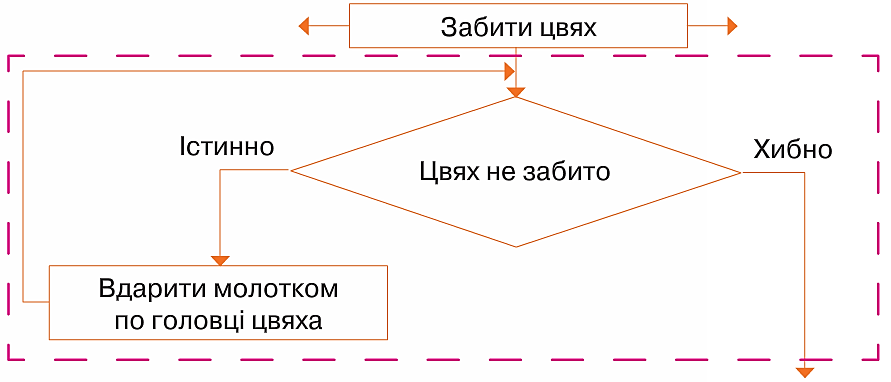 Забити цвях
Істинно
Хибно
Цвях не забито
Вдарити молотком
по головці цвяха